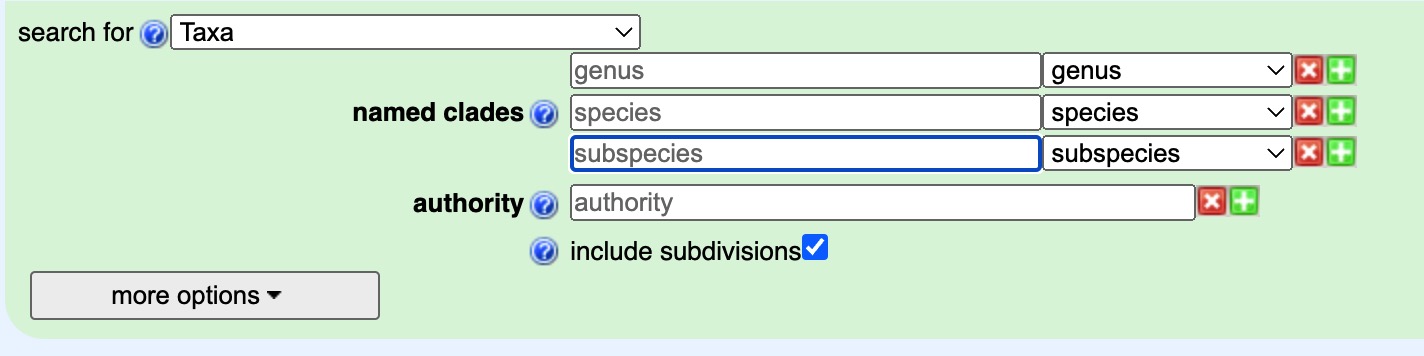 search for Taxa
genus genus
named clades species species
subspecies subspecies
authority authority
include subdivisions
more options